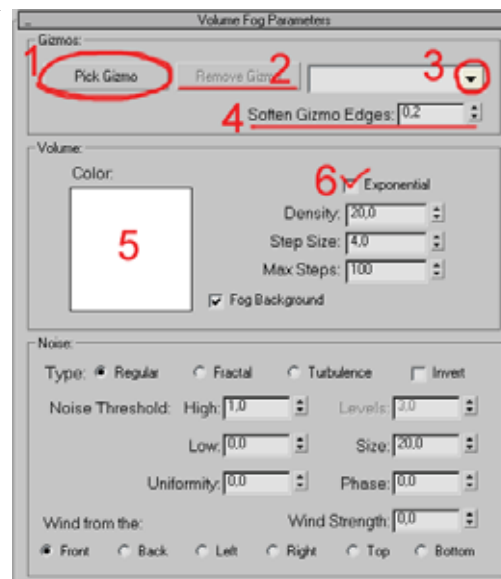 Volume Fog Parameters
Gizmos:
1 Pick Gizmo Remove Gizmo 2 3
4 Soften Gizmo Edges: 0,2
Volume:
Color: 6 Exponential
5 Density: 20,0
Step Size: 4,0
Max Steps: 100
Fog Background
Noise:
Type: Regular Fractal Turbulence Invert
Noise Threshold: High: 1,0 Levels: 3,0
Low: 0,0 Size: 20,0
Uniformity: 0,0 Phase: 0,0
Wind from the: Wind Strength: 0,0
Front Back Left Right Top Bottom